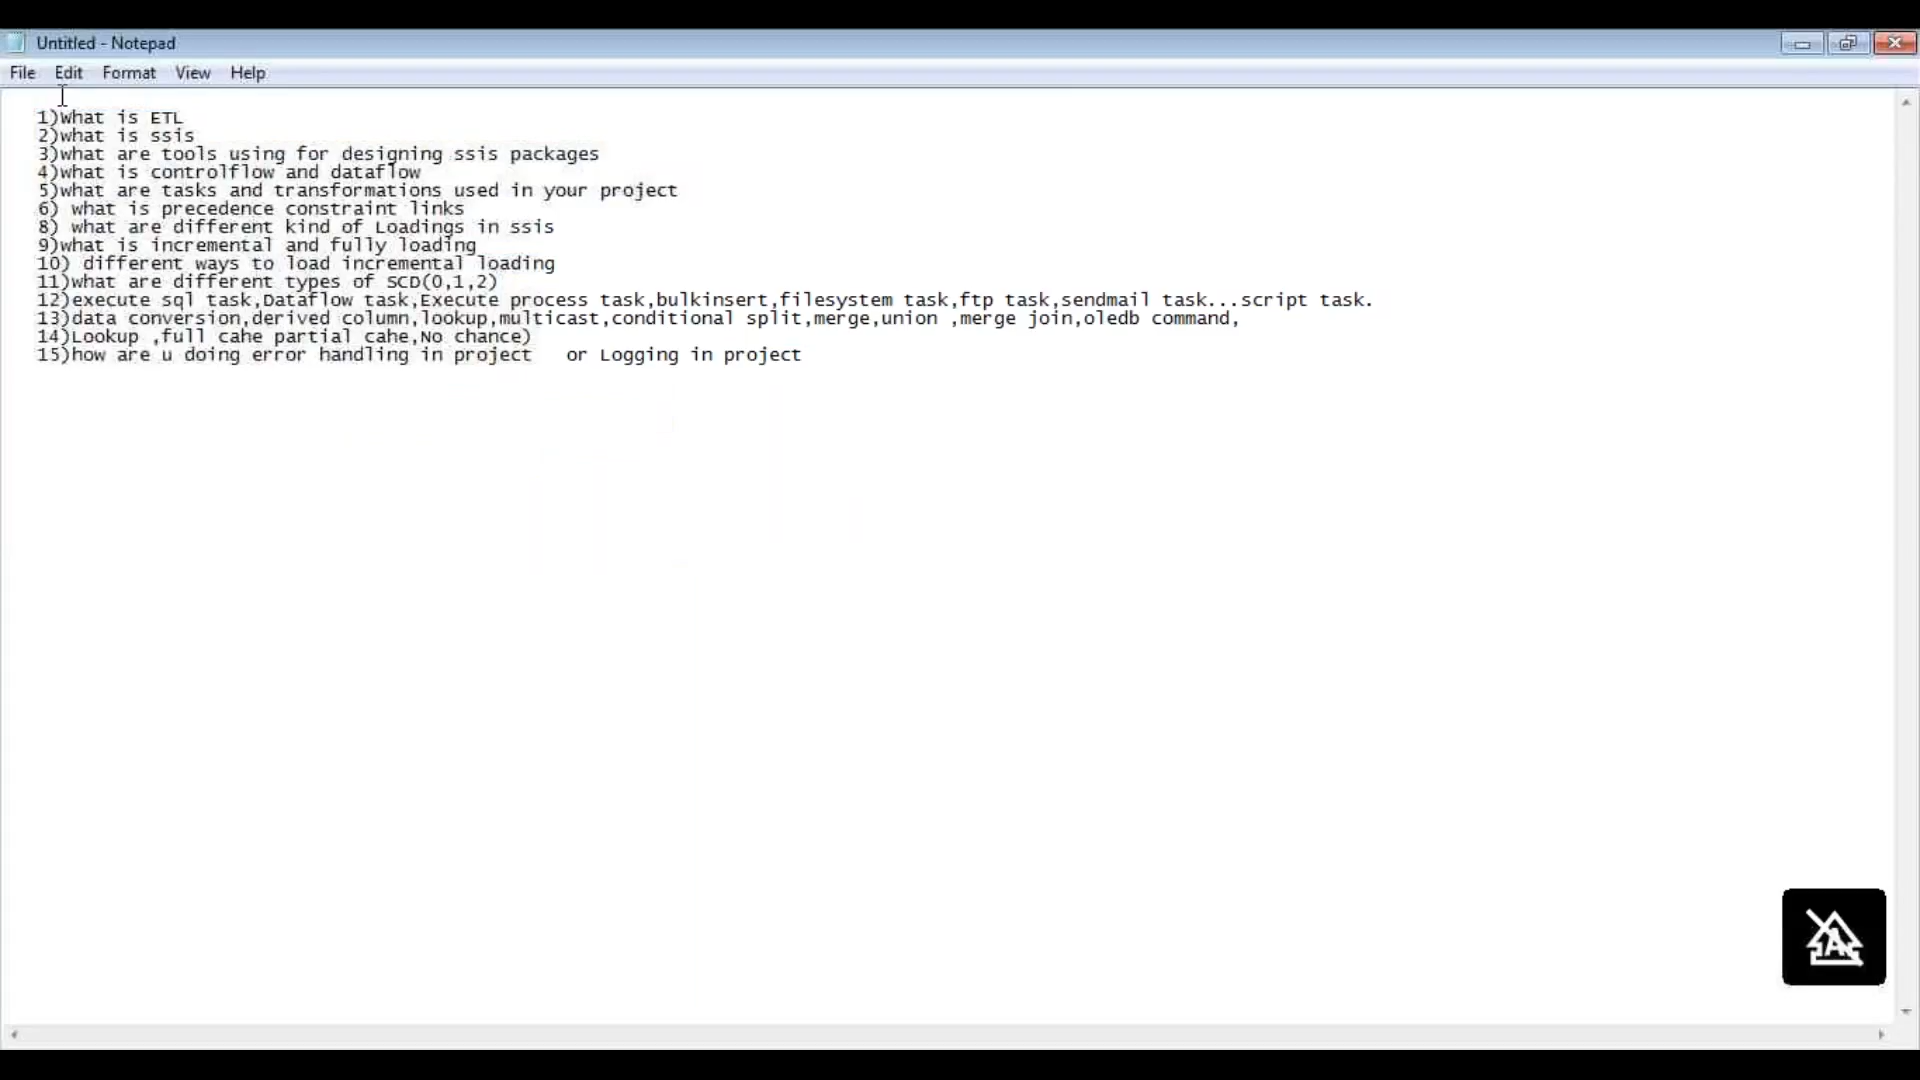 Untitled - Notepad
File Edit Format View Help
1)What is ETL
2)what is ssis
3)what are tools using for designing ssis packages
4)what is controlflow and dataflow
5)what are tasks and transformations used in your project
6) what is precedence constraint links
8) what are different kind of Loadings in ssis
9)what is incremental and fully loading
10) different ways to load incremental loading
11)what are different types of SCD(0,1,2)
12)execute sql task,Dataflow task,Execute process task,bulkinsert,filesystem task,ftp task,sendmail task...script task.
13)data conversion,derived column,lookup,multicast,conditional split,merge,union ,merge join,oledb command,
14)Lookup ,full cahe partial cahe,No chance)
15)how are u doing error handling in project   or Logging in project
A